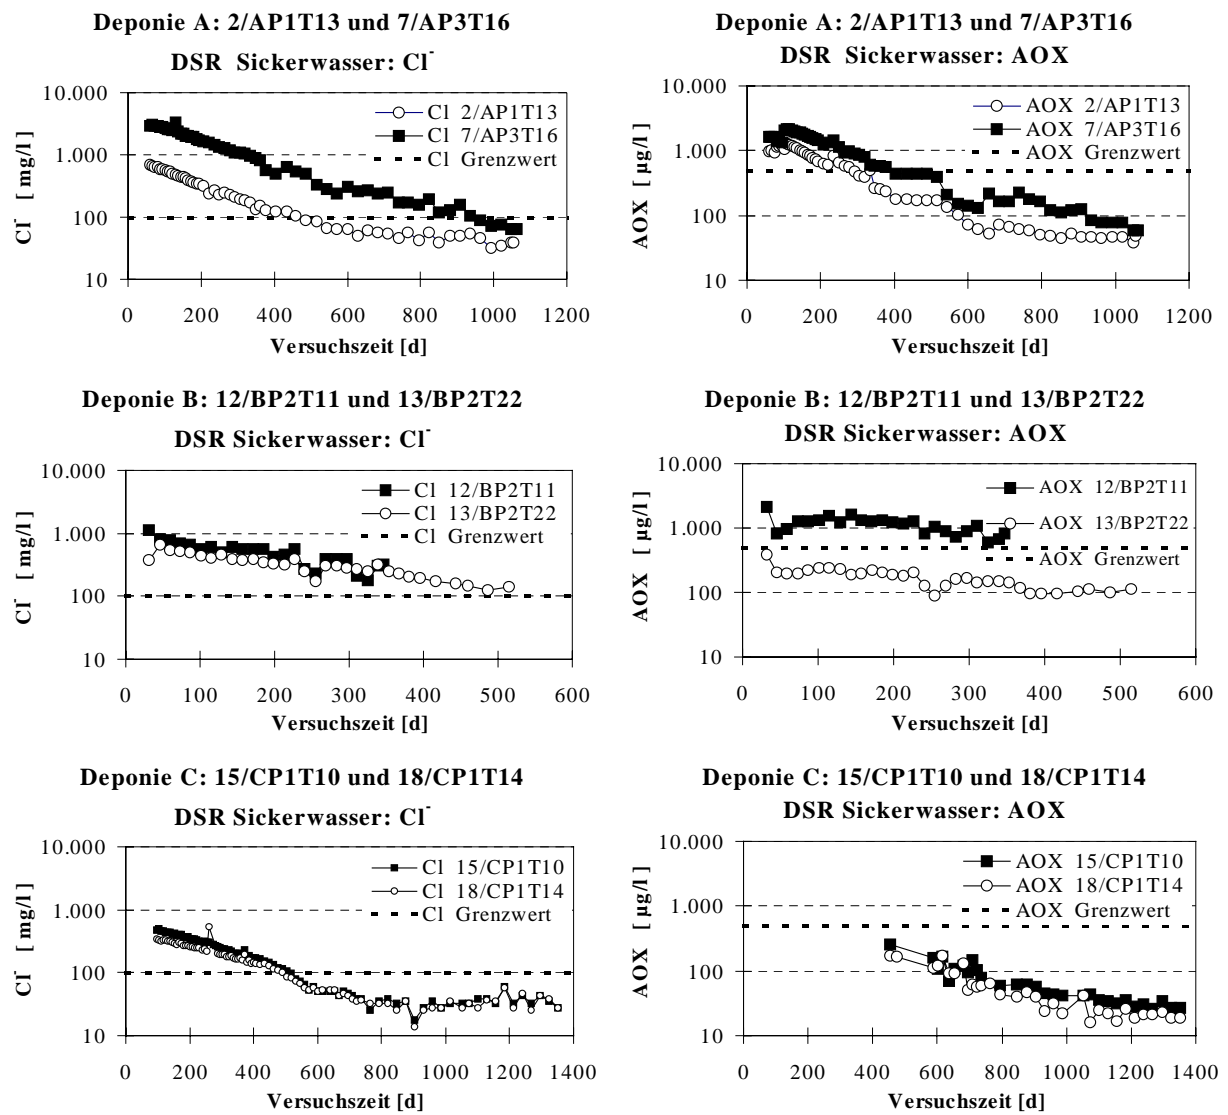 Deponie A: 2/AP1T13 und 7/AP3T16
DSR Sickerwasser: Cl⁻
Cl⁻ [ mg/l ]
10.000
1.000
100
10
Cl 2/AP1T13
Cl 7/AP3T16
Cl Grenzwert
0 200 400 600 800 1000 1200
Versuchszeit [d]
Deponie A: 2/AP1T13 und 7/AP3T16
DSR Sickerwasser: AOX
AOX [ µg/l ]
10.000
1.000
100
10
AOX 2/AP1T13
AOX 7/AP3T16
AOX Grenzwert
0 200 400 600 800 1000 1200
Versuchszeit [d]
Deponie B: 12/BP2T11 und 13/BP2T22
DSR Sickerwasser: Cl⁻
Cl⁻ [ mg/l ]
10.000
1.000
100
10
Cl 12/BP2T11
Cl 13/BP2T22
Cl Grenzwert
0 100 200 300 400 500 600
Versuchszeit [d]
Deponie B: 12/BP2T11 und 13/BP2T22
DSR Sickerwasser: AOX
AOX [ µg/l ]
10.000
1.000
100
10
AOX 12/BP2T11
AOX 13/BP2T22
AOX Grenzwert
0 100 200 300 400 500 600
Versuchszeit [d]
Deponie C: 15/CP1T10 und 18/CP1T14
DSR Sickerwasser: Cl⁻
Cl⁻ [ mg/l ]
10.000
1.000
100
10
Cl 15/CP1T10
Cl 18/CP1T14
Cl Grenzwert
0 200 400 600 800 1000 1200 1400
Versuchszeit [d]
Deponie C: 15/CP1T10 und 18/CP1T14
DSR Sickerwasser: AOX
AOX [ µg/l ]
10.000
1.000
100
10
AOX 15/CP1T10
AOX 18/CP1T14
AOX Grenzwert
0 200 400 600 800 1000 1200 1400
Versuchszeit [d]